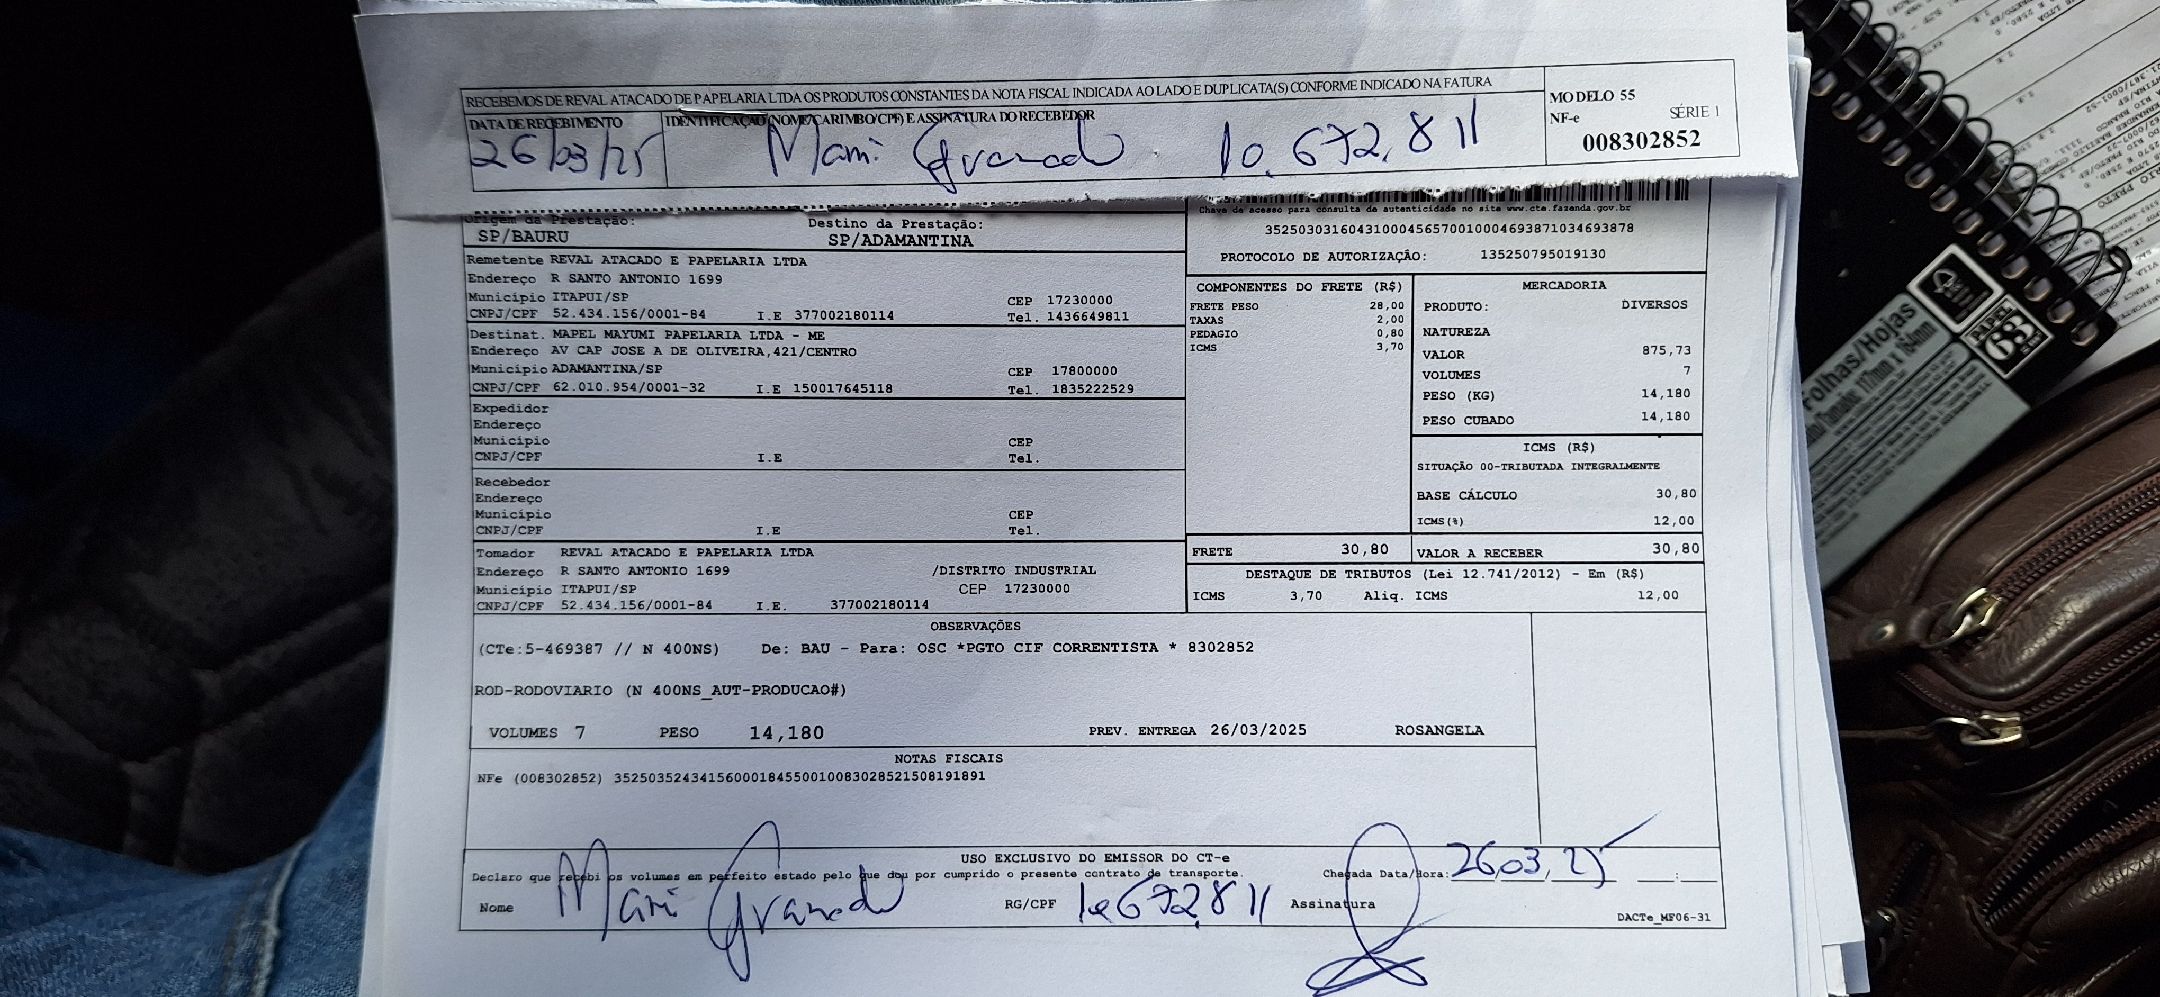 RECEBEMOS DE REVAL ATACADO DE PAPELARIA LTDA OS PRODUTOS CONSTANTES DA NOTA FISCAL INDICADA AO LADO E DUPLICATA(S) CONFORME INDICADO NA FATURA
MODELO 55
NF-e SÉRIE 1
008302852
DATA DE RECEBIMENTO IDENTIFICAÇAO (NOME/CARIMBO/CPF) E ASSINATURA DO RECEBEDOR
26/03/25 10.672.811
Origem da Prestação: Destino da Prestação:
SP/BAURU SP/ADAMANTINA
Chave de acesso para consulta de autenticidade no site www.cte.fazenda.gov.br
35250303160431000456570010004693871034693878
PROTOCOLO DE AUTORIZAÇÃO: 135250795019130
Remetente REVAL ATACADO E PAPELARIA LTDA
Endereço R SANTO ANTONIO 1699
Município ITAPUI/SP CEP 17230000
CNPJ/CPF 52.434.156/0001-84 I.E 377002180114 Tel. 1436649811
Destinat. MAPEL MAYUMI PAPELARIA LTDA - ME
Endereço AV CAP JOSE A DE OLIVEIRA,421/CENTRO
Município ADAMANTINA/SP CEP 17800000
CNPJ/CPF 62.010.954/0001-32 I.E 150017645118 Tel. 1835222529
Expedidor
Endereço
Município CEP
CNPJ/CPF I.E Tel.
Recebedor
Endereço
Município CEP
CNPJ/CPF I.E Tel.
Tomador REVAL ATACADO E PAPELARIA LTDA
Endereço R SANTO ANTONIO 1699 /DISTRITO INDUSTRIAL
Município ITAPUI/SP CEP 17230000
CNPJ/CPF 52.434.156/0001-84 I.E. 377002180114
COMPONENTES DO FRETE (R$)
FRETE PESO 28,00
TAXAS 2,00
PEDAGIO 0,80
ICMS 3,70
MERCADORIA
PRODUTO: DIVERSOS
NATUREZA
VALOR 875,73
VOLUMES 7
PESO (KG) 14,180
PESO CUBADO 14,180
ICMS (R$)
SITUAÇÃO 00-TRIBUTADA INTEGRALMENTE
BASE CÁLCULO 30,80
ICMS(%) 12,00
FRETE 30,80 VALOR A RECEBER 30,80
DESTAQUE DE TRIBUTOS (Lei 12.741/2012) - Em (R$)
ICMS 3,70 Aliq. ICMS 12,00
OBSERVAÇÕES
(CTe:5-469387 // N 400NS) De: BAU - Para: OSC *PGTO CIF CORRENTISTA * 8302852
ROD-RODOVIARIO (N 400NS_AUT-PRODUCAO#)
VOLUMES 7 PESO 14,180 PREV. ENTREGA 26/03/2025 ROSANGELA
NOTAS FISCAIS
NFe (008302852) 35250352434156000184550010083028521508191891
USO EXCLUSIVO DO EMISSOR DO CT-e
Declaro que recebi os volumes em perfeito estado pelo que dou por cumprido o presente contrato de transporte. Chegada Data/Hora: 26,03,25
Nome RG/CPF 10672811 Assinatura
DACTe_MF06-31
Folhas/Hojas
PAPEL